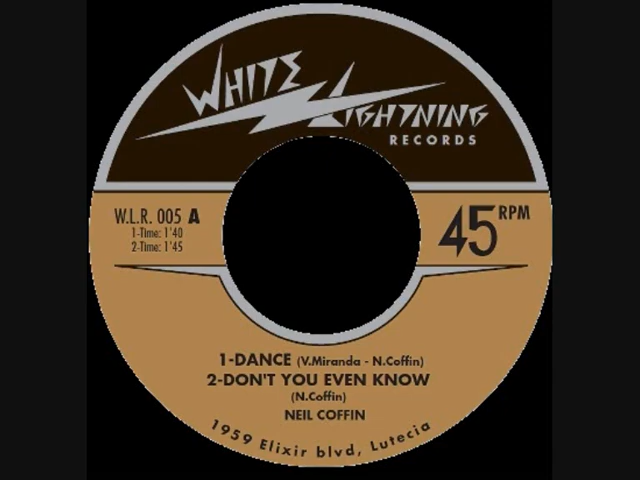 WHITE LIGHTNING
RECORDS
W.L.R. 005 A
1-Time: 1'40
2-Time: 1'45
45 RPM
1-DANCE (V.Miranda - N.Coffin)
2-DON'T YOU EVEN KNOW
(N.Coffin)
NEIL COFFIN
1959 Elixir blvd, Lutecia